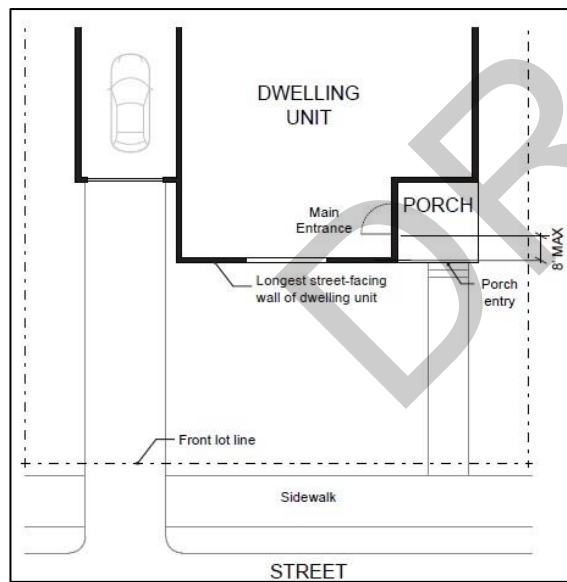 DWELLING
UNIT
Main
Entrance
PORCH
8' MAX
Longest street-facing
wall of dwelling unit
Porch
entry
Front lot line
Sidewalk
STREET
DR